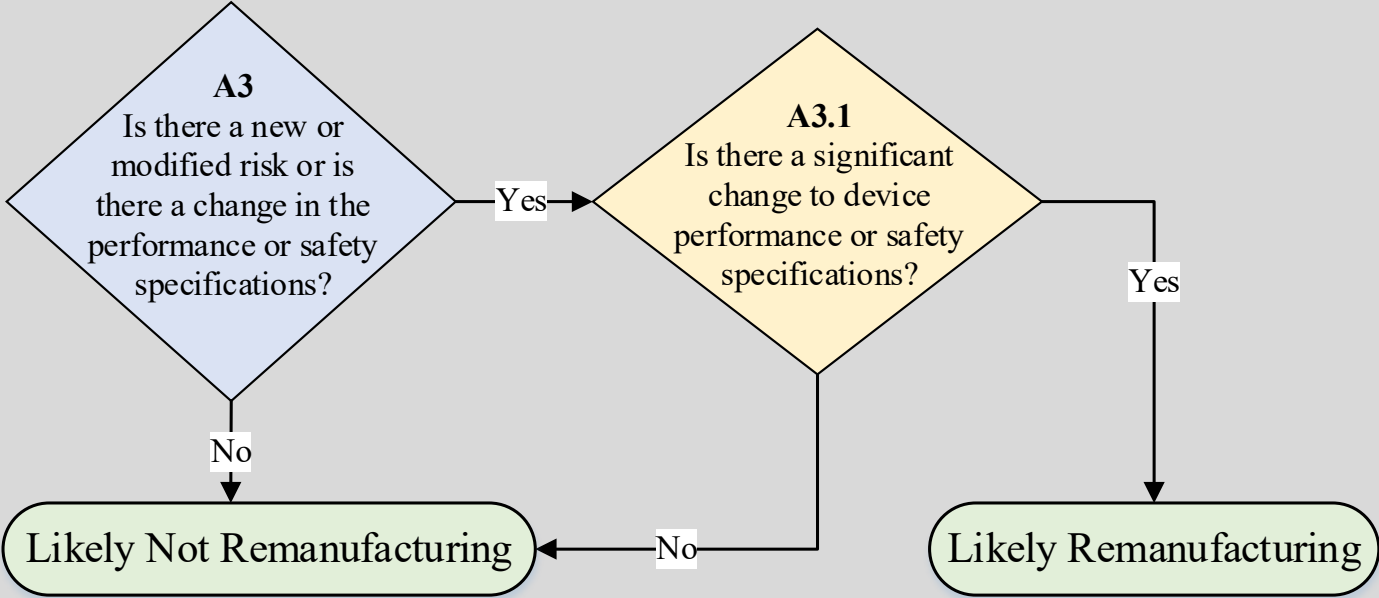 A3
Is there a new or
modified risk or is
there a change in the
performance or safety
specifications?
Yes
A3.1
Is there a significant
change to device
performance or safety
specifications?
Yes
No
No
Likely Not Remanufacturing
Likely Remanufacturing